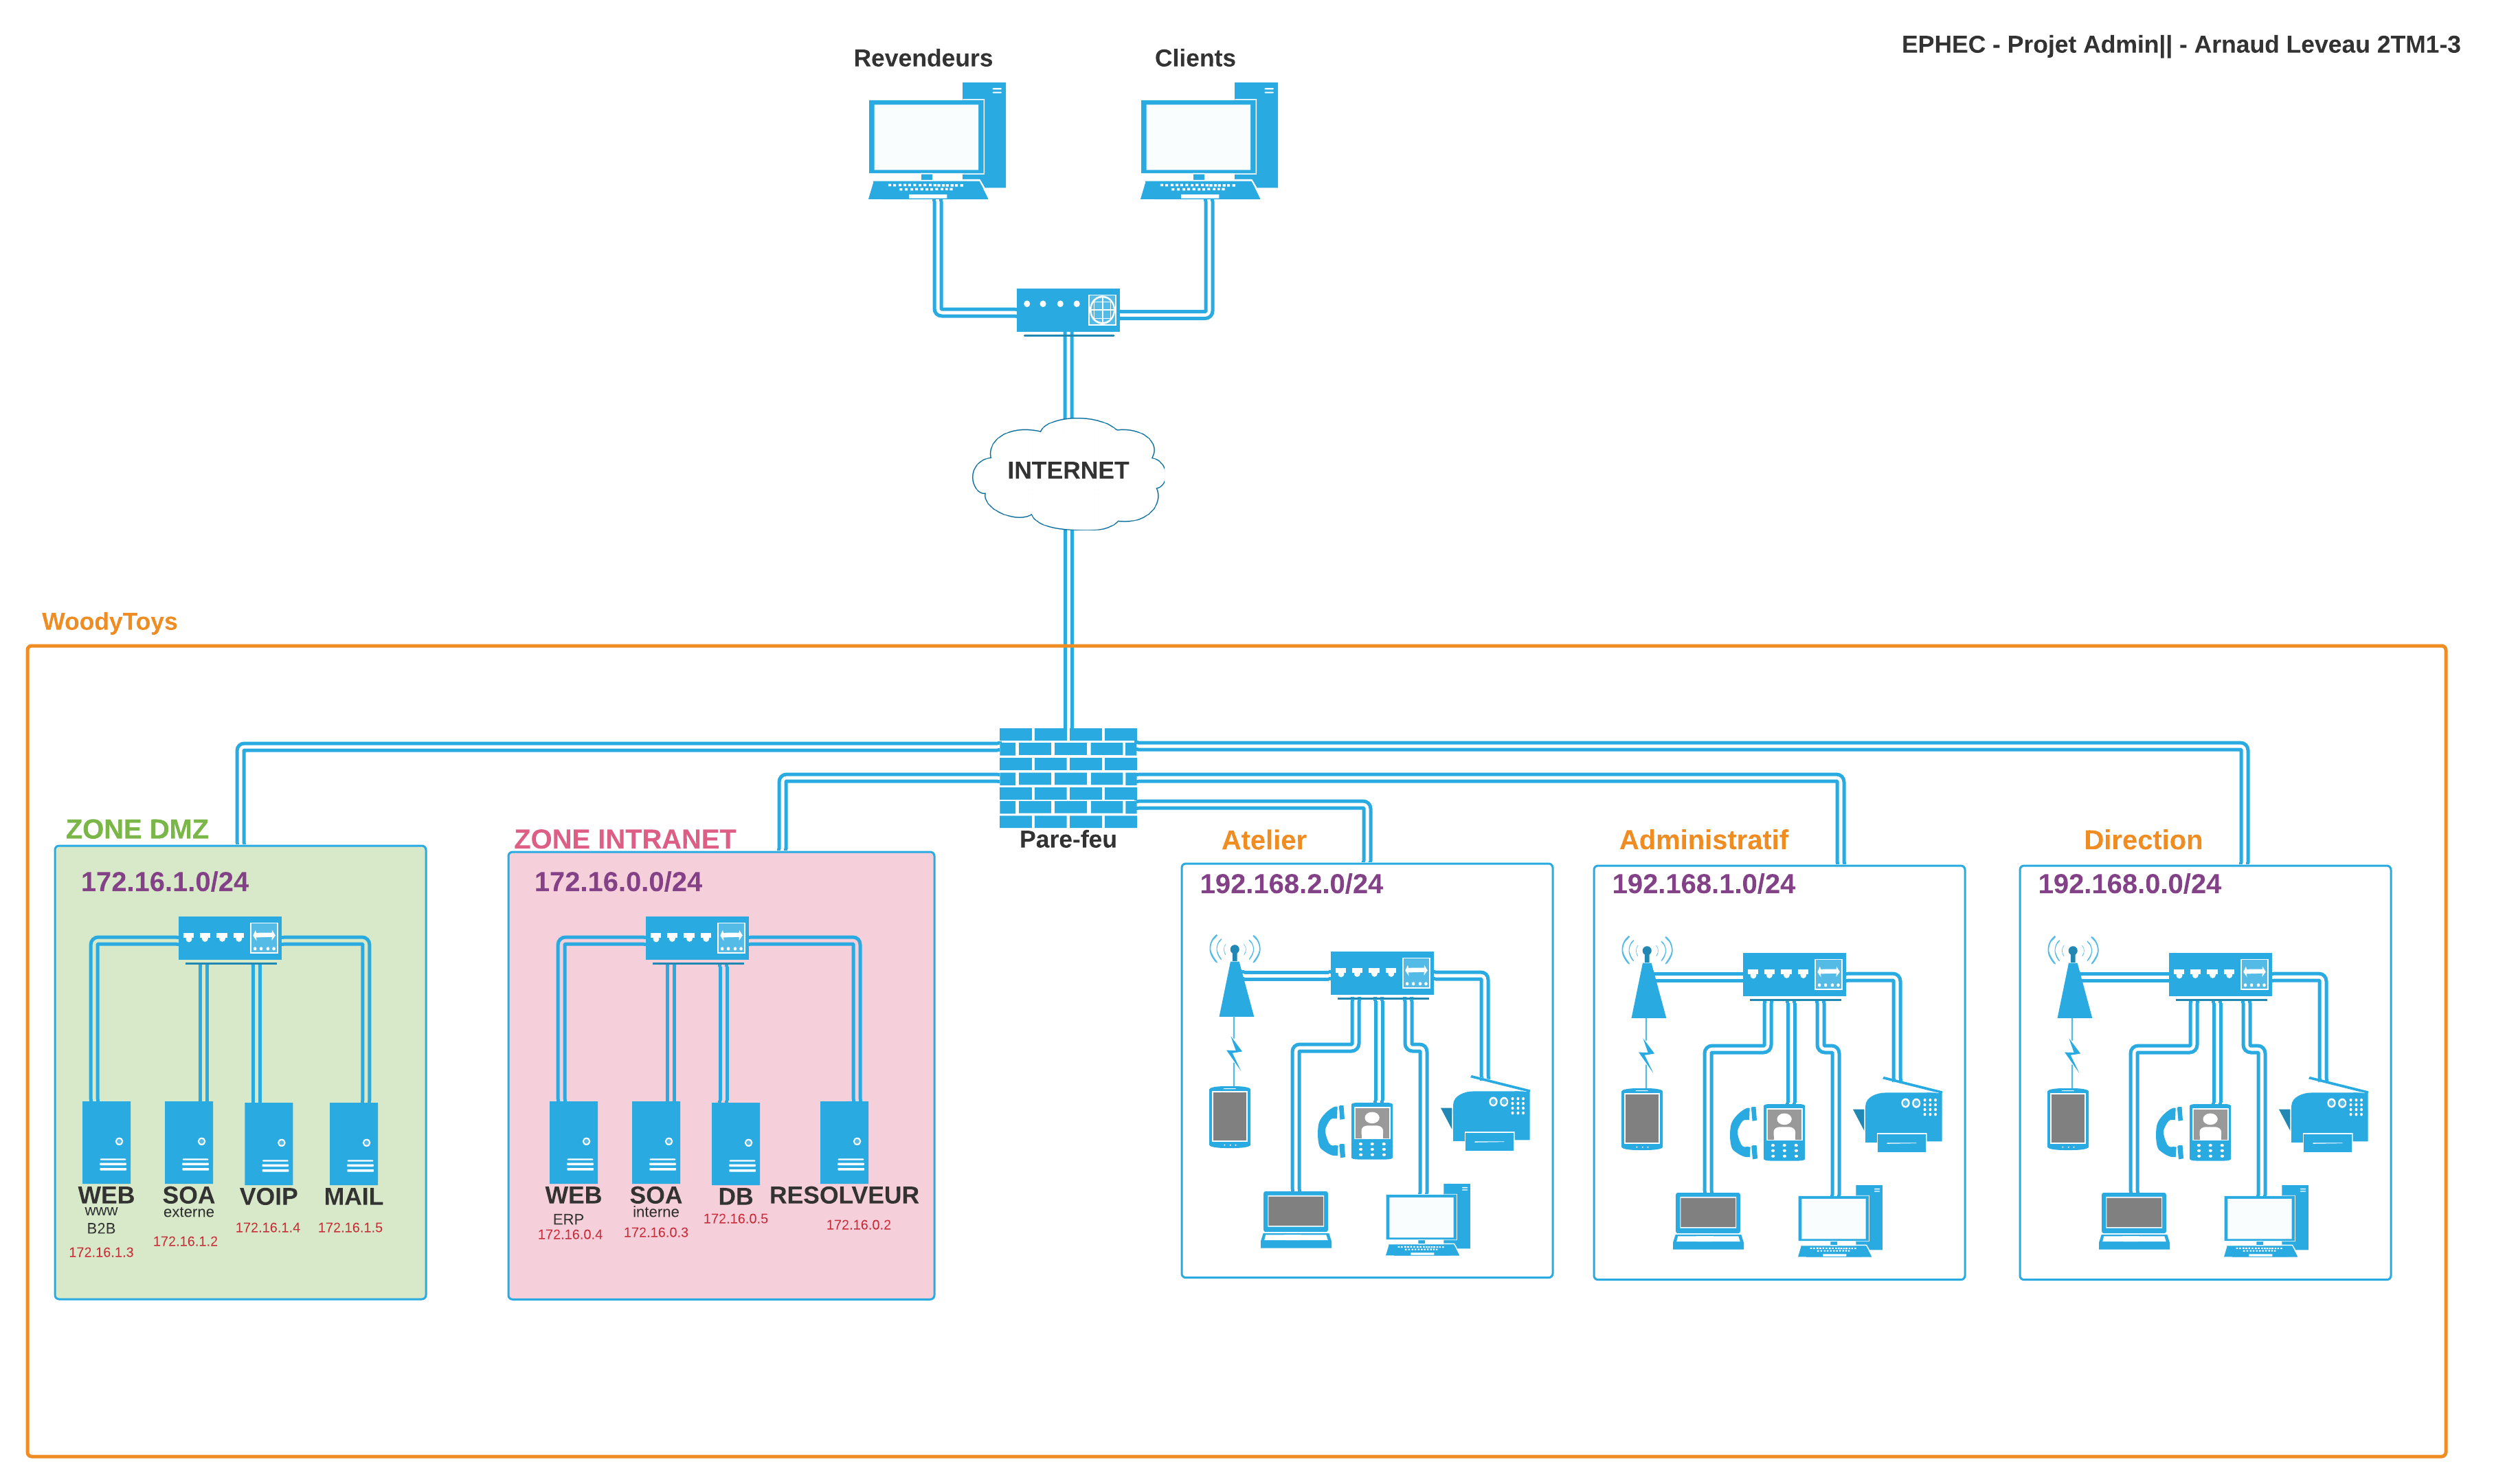 EPHEC - Projet Admin|| - Arnaud Leveau 2TM1-3
Revendeurs
Clients
INTERNET
WoodyToys
Pare-feu
ZONE DMZ
172.16.1.0/24
WEB
www
B2B
172.16.1.3
SOA
externe
172.16.1.2
VOIP
172.16.1.4
MAIL
172.16.1.5
ZONE INTRANET
172.16.0.0/24
WEB
ERP
172.16.0.4
SOA
interne
172.16.0.3
DB
172.16.0.5
RESOLVEUR
172.16.0.2
Atelier
192.168.2.0/24
Administratif
192.168.1.0/24
Direction
192.168.0.0/24